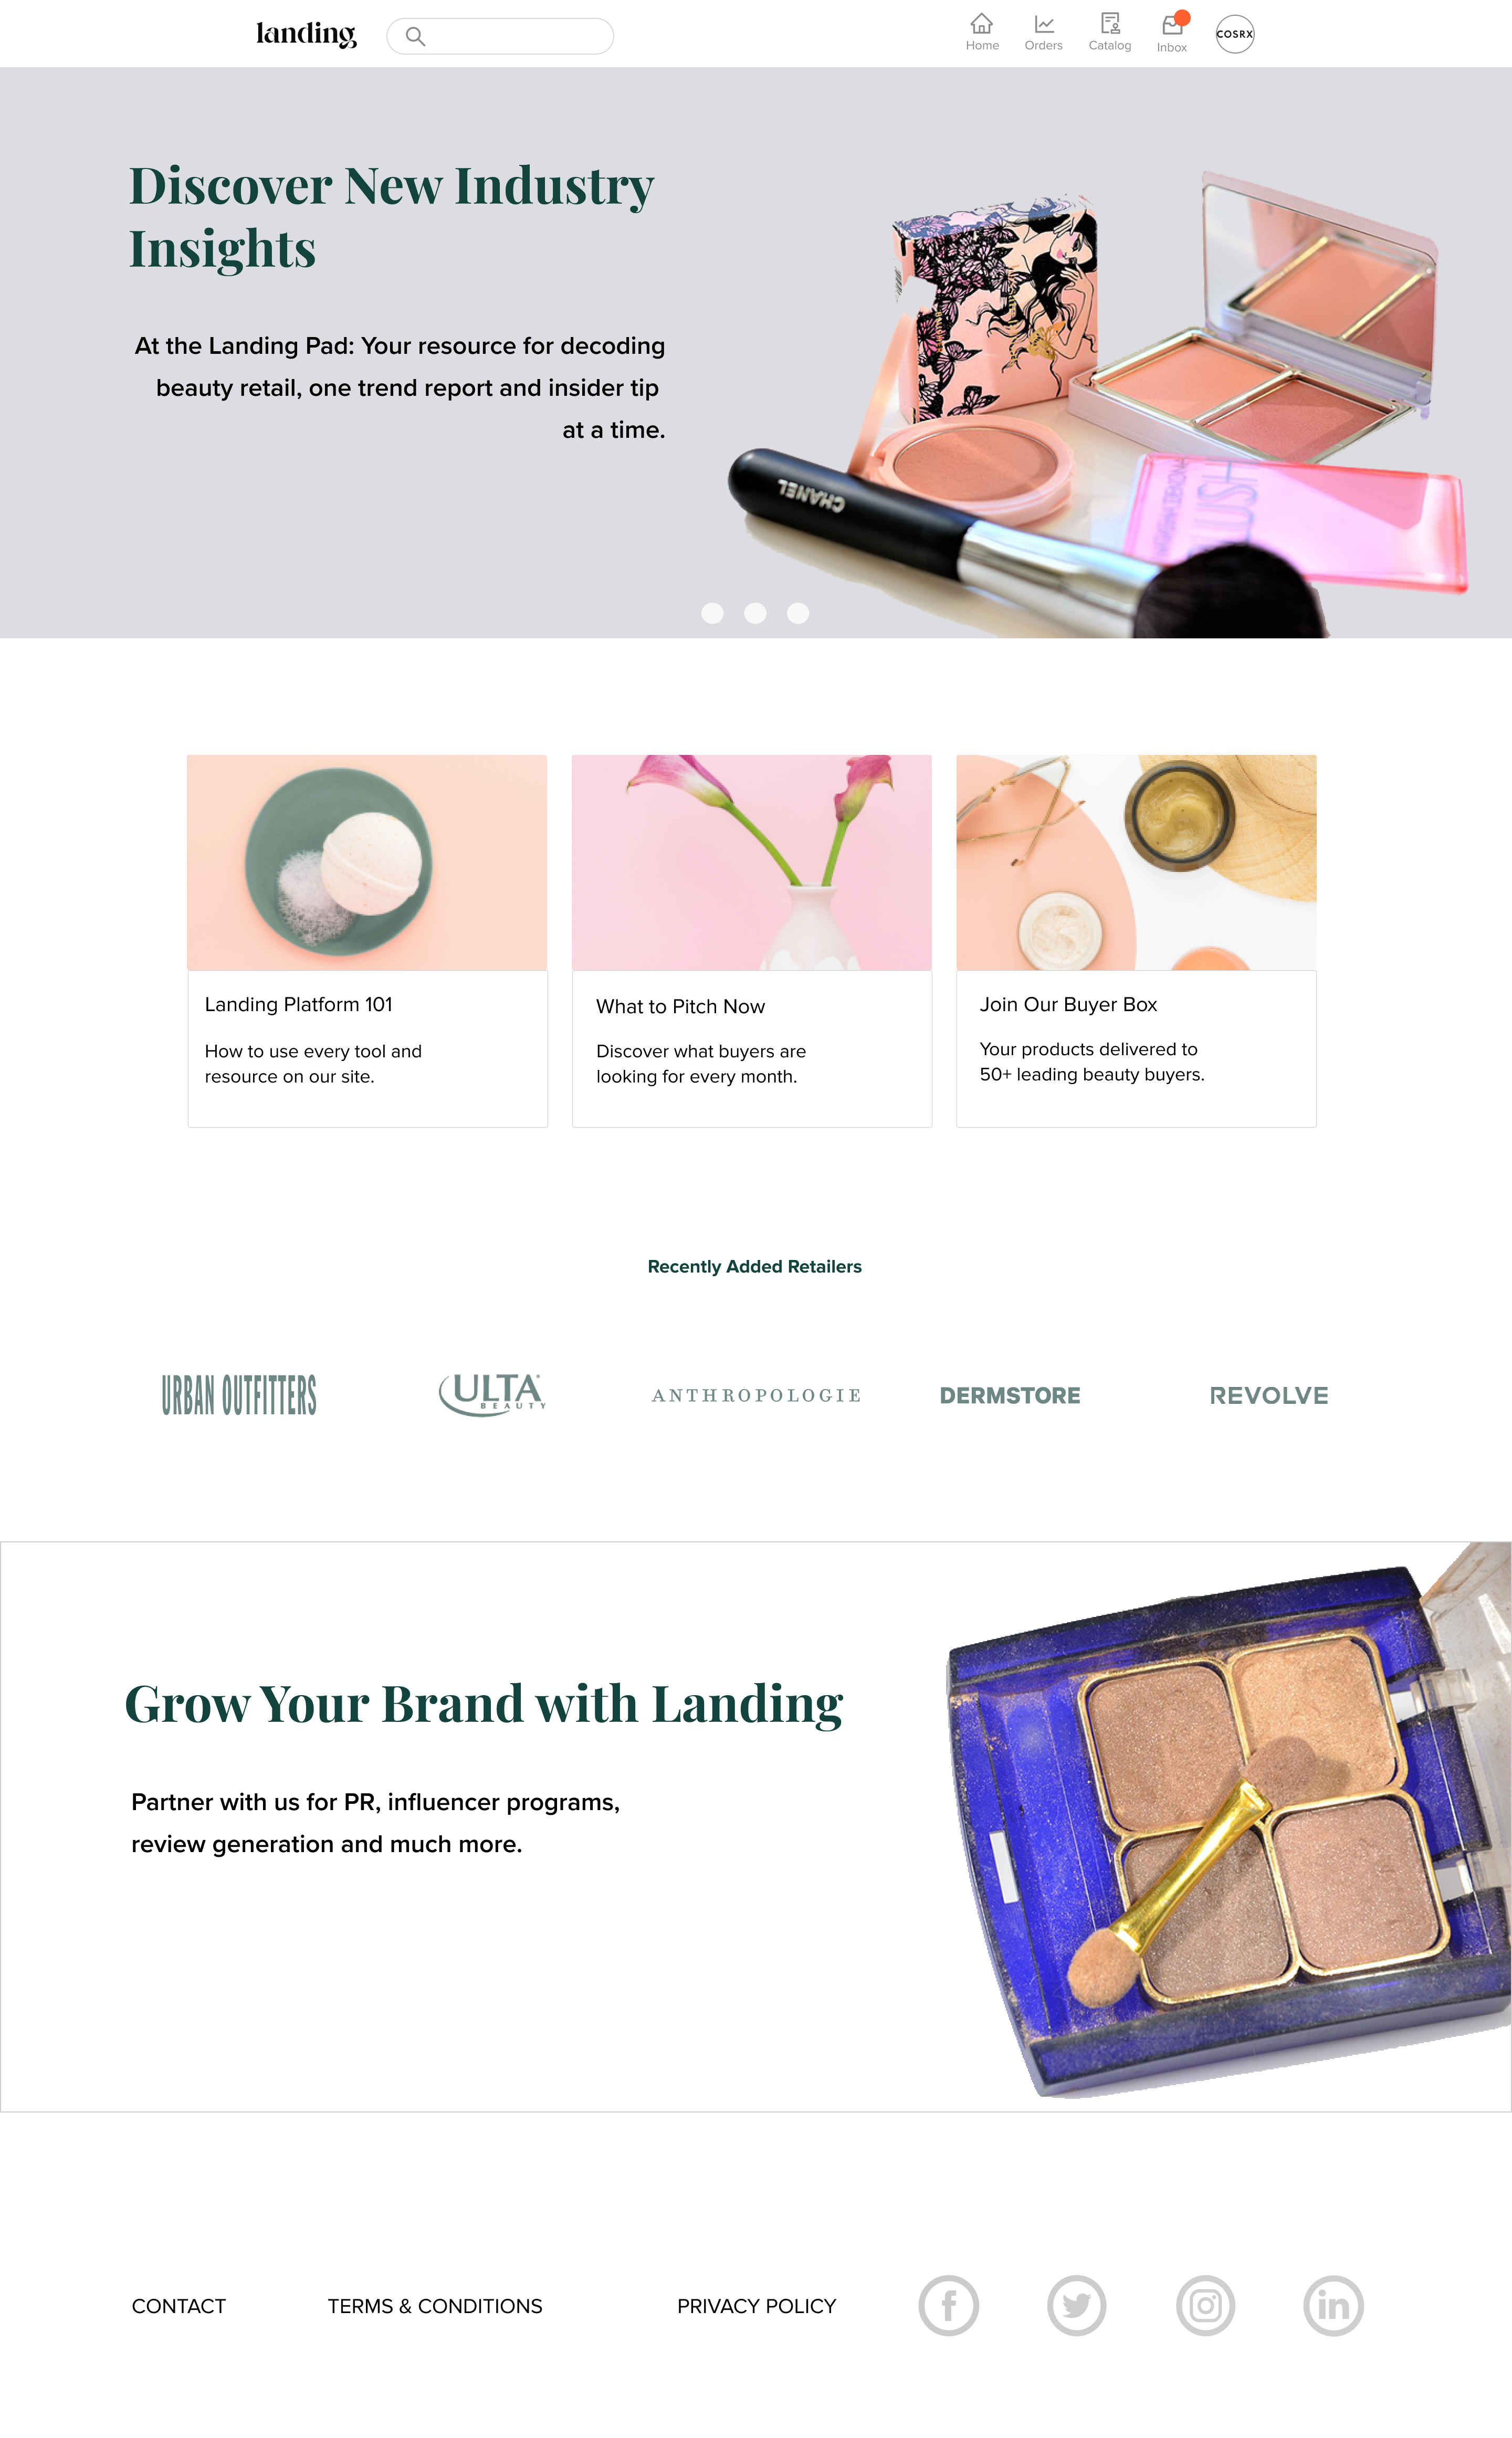 landing
Home
Orders
Catalog
Inbox
COSRX
Discover New Industry
Insights
At the Landing Pad: Your resource for decoding
beauty retail, one trend report and insider tip
at a time.
CHANEL
Landing Platform 101
How to use every tool and
resource on our site.
What to Pitch Now
Discover what buyers are
looking for every month.
Join Our Buyer Box
Your products delivered to
50+ leading beauty buyers.
Recently Added Retailers
URBAN OUTFITTERS
ULTA
BEAUTY
ANTHROPOLOGIE
DERMSTORE
REVOLVE
Grow Your Brand with Landing
Partner with us for PR, influencer programs,
review generation and much more.
CONTACT
TERMS & CONDITIONS
PRIVACY POLICY
f
in